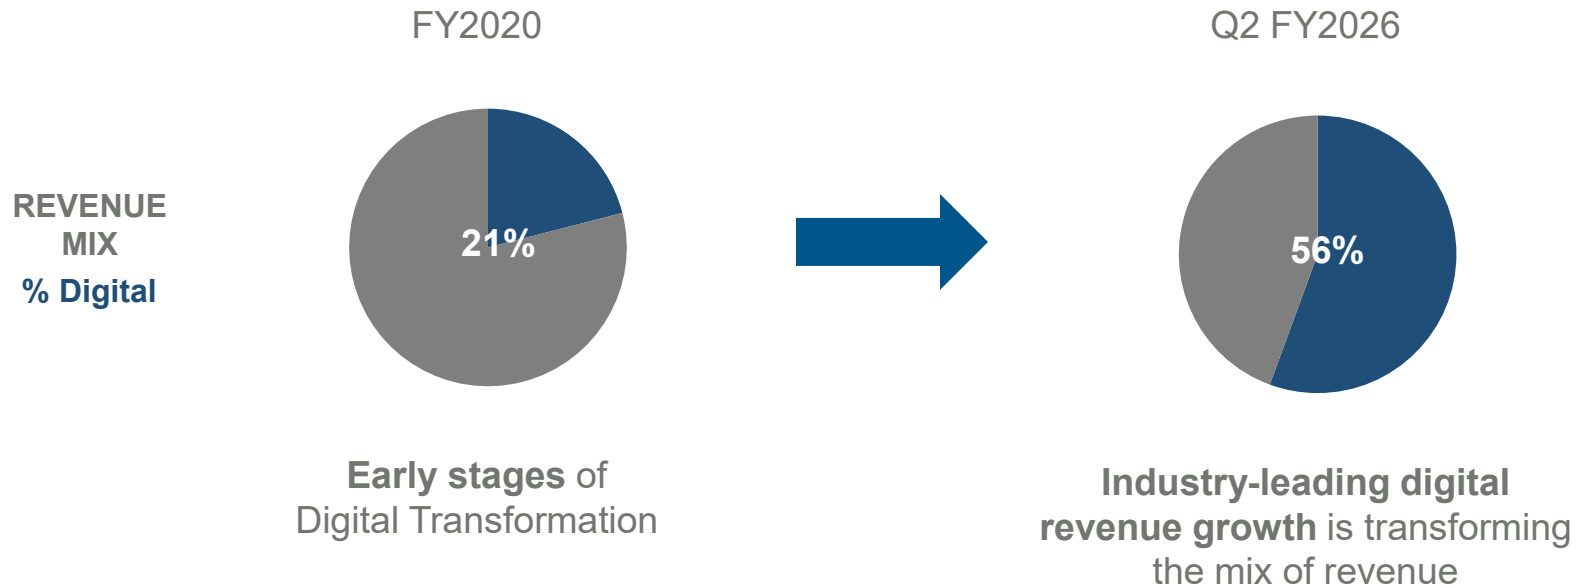 FY2020
Q2 FY2026
REVENUE
MIX
% Digital
21%
56%
Early stages of
Digital Transformation
Industry-leading digital
revenue growth is transforming
the mix of revenue